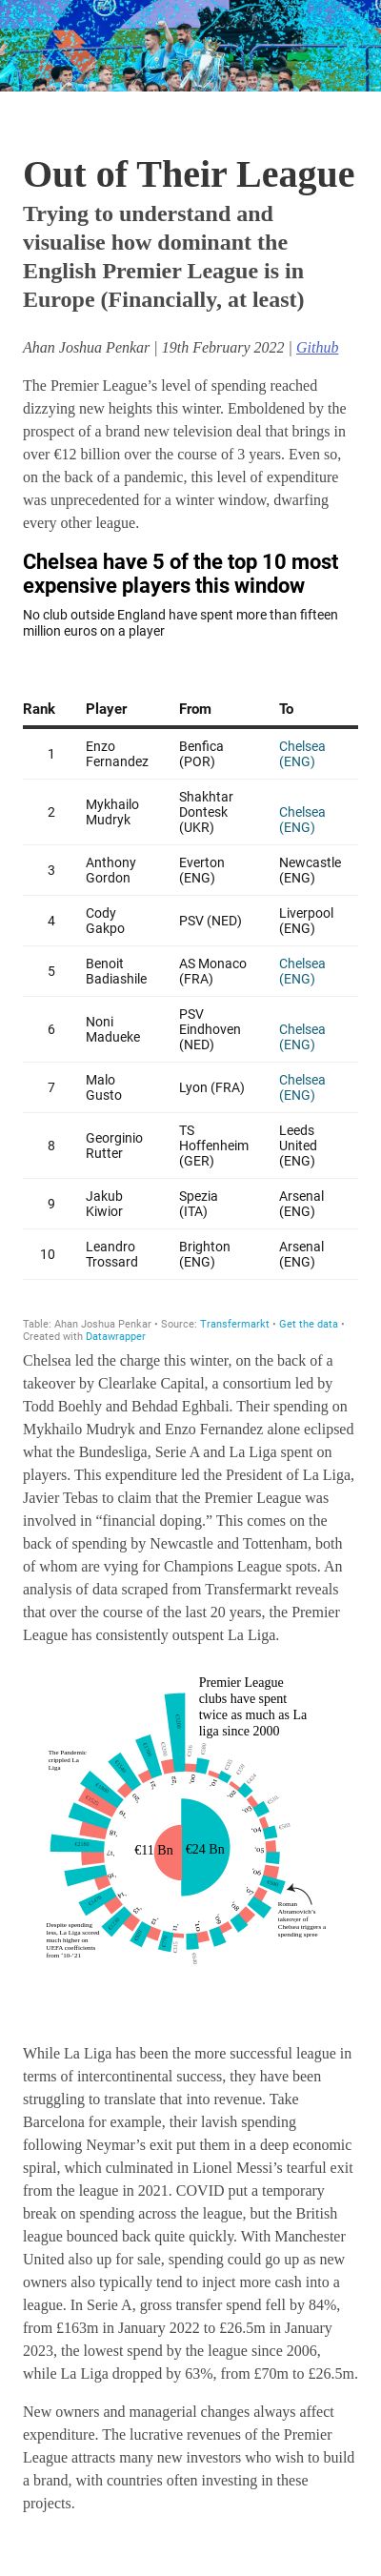 Out of Their League
Trying to understand and
visualise how dominant the
English Premier League is in
Europe (Financially, at least)
Ahan Joshua Penkar | 19th February 2022 | Github
The Premier League’s level of spending reached
dizzying new heights this winter. Emboldened by the
prospect of a brand new television deal that brings in
over €12 billion over the course of 3 years. Even so,
on the back of a pandemic, this level of expenditure
was unprecedented for a winter window, dwarfing
every other league.
Chelsea have 5 of the top 10 most
expensive players this window
No club outside England have spent more than fifteen
million euros on a player
Rank Player From To
1 Enzo Fernandez Benfica (POR) Chelsea (ENG)
2 Mykhailo Mudryk Shakhtar Dontesk (UKR) Chelsea (ENG)
3 Anthony Gordon Everton (ENG) Newcastle (ENG)
4 Cody Gakpo PSV (NED) Liverpool (ENG)
5 Benoit Badiashile AS Monaco (FRA) Chelsea (ENG)
6 Noni Madueke PSV Eindhoven (NED) Chelsea (ENG)
7 Malo Gusto Lyon (FRA) Chelsea (ENG)
8 Georginio Rutter TS Hoffenheim (GER) Leeds United (ENG)
9 Jakub Kiwior Spezia (ITA) Arsenal (ENG)
10 Leandro Trossard Brighton (ENG) Arsenal (ENG)
Table: Ahan Joshua Penkar • Source: Transfermarkt • Get the data •
Created with Datawrapper
Chelsea led the charge this winter, on the back of a
takeover by Clearlake Capital, a consortium led by
Todd Boehly and Behdad Eghbali. Their spending on
Mykhailo Mudryk and Enzo Fernandez alone eclipsed
what the Bundesliga, Serie A and La Liga spent on
players. This expenditure led the President of La Liga,
Javier Tebas to claim that the Premier League was
involved in “financial doping.” This comes on the
back of spending by Newcastle and Tottenham, both
of whom are vying for Champions League spots. An
analysis of data scraped from Transfermarkt reveals
that over the course of the last 20 years, the Premier
League has consistently outspent La Liga.
Premier League
clubs have spent
twice as much as La
liga since 2000
The Pandemic
crippled La
Liga
€11 Bn €24 Bn
Roman
Abramovich's
takeover of
Chelsea triggers a
spending spree
Despite spending
less, La Liga scored
much higher on
UEFA coefficients
from '10-'21
While La Liga has been the more successful league in
terms of intercontinental success, they have been
struggling to translate that into revenue. Take
Barcelona for example, their lavish spending
following Neymar’s exit put them in a deep economic
spiral, which culminated in Lionel Messi’s tearful exit
from the league in 2021. COVID put a temporary
break on spending across the league, but the British
league bounced back quite quickly. With Manchester
United also up for sale, spending could go up as new
owners also typically tend to inject more cash into a
league. In Serie A, gross transfer spend fell by 84%,
from £163m in January 2022 to £26.5m in January
2023, the lowest spend by the league since 2006,
while La Liga dropped by 63%, from £70m to £26.5m.
New owners and managerial changes always affect
expenditure. The lucrative revenues of the Premier
League attracts many new investors who wish to build
a brand, with countries often investing in these
projects.